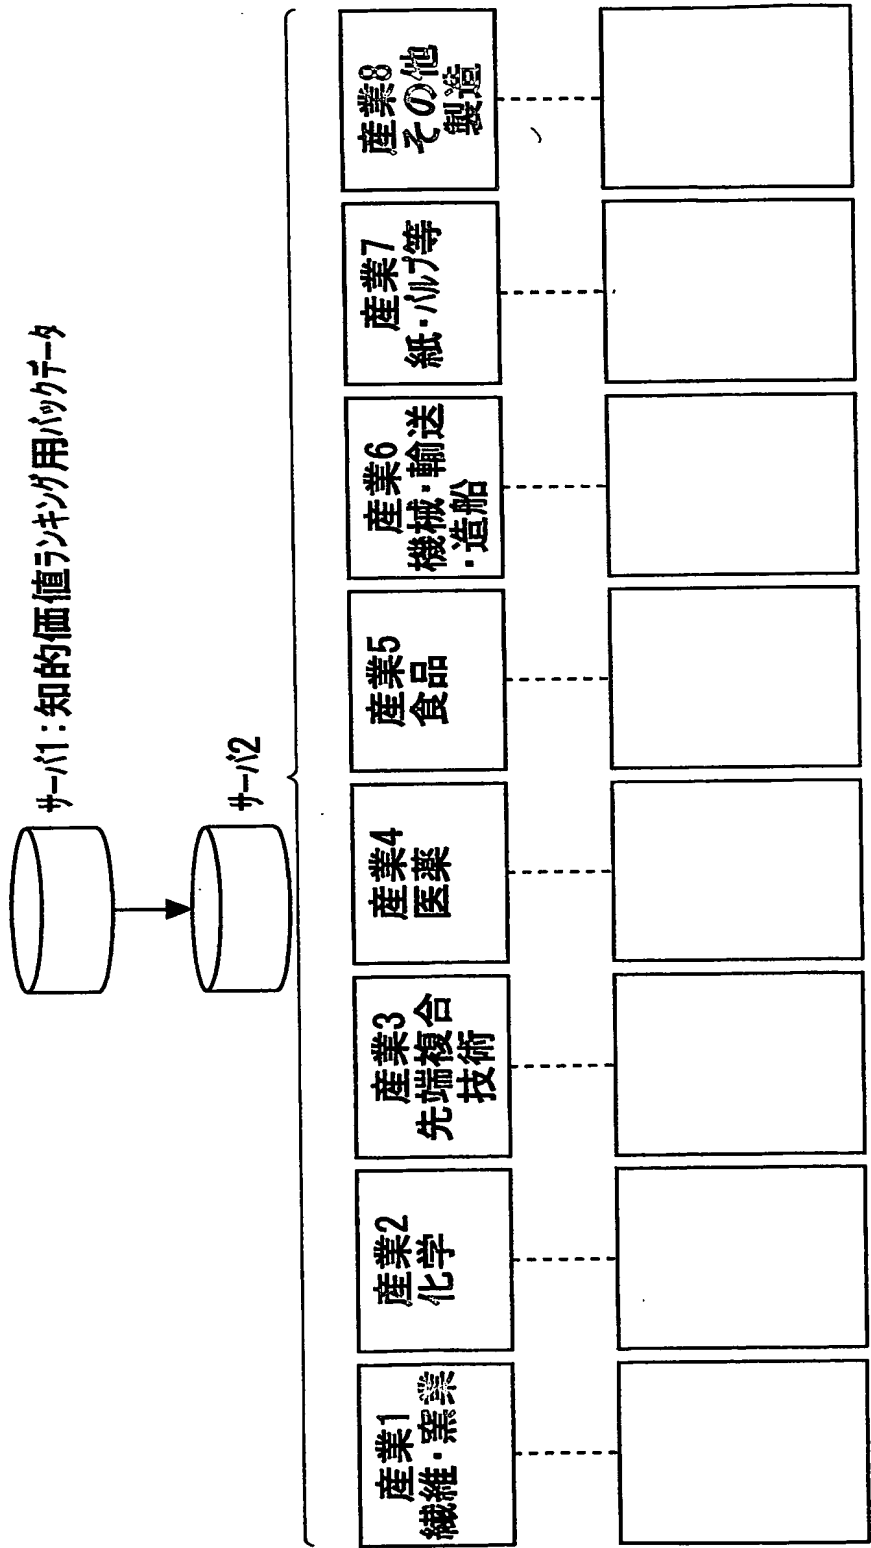 サーバ1:知的価値ランキング用バックデータ
サーバ2
産業1
繊維・窯業
産業2
化学
産業3
先端複合
技術
産業4
医薬
産業5
食品
産業6
機械・輸送
・造船
産業7
紙・パルプ等
産業8
その他
製造